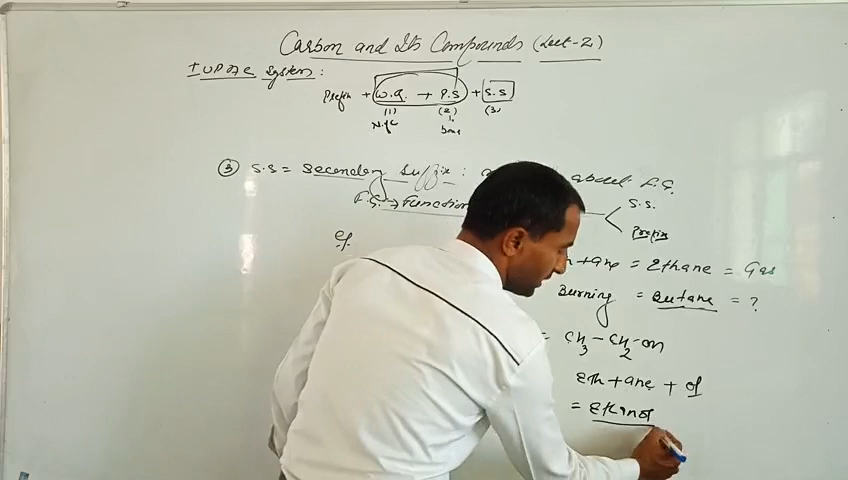 Carbon and Its Compounds (Lect-2)
IUPAC System :
Prefix + W.R. + P.S + S.S
(1) (2) (3)
N.p.c
bond
③ S.S = Secondary Suffix : about F.G.
F.G. → Function
S.S.
Prefix
eg.
+ane = Ethane = Gas
Burning = Butane = ?
= CH3 - CH2 - OH
Eth + ane + ol
= Ethanol